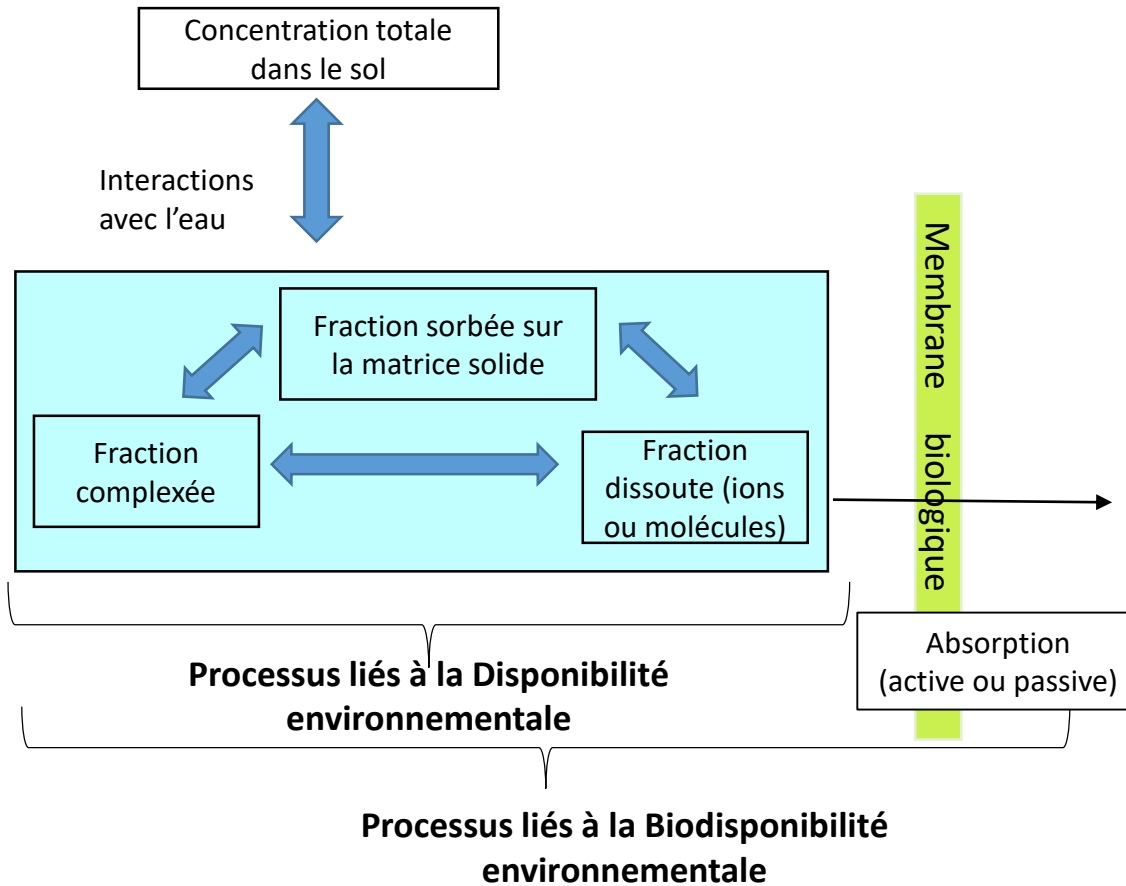 Concentration totale
dans le sol
Interactions
avec l’eau
Fraction sorbée sur
la matrice solide
Fraction
complexée
Fraction
dissoute (ions
ou molécules)
Membrane biologique
Absorption
(active ou passive)
Processus liés à la Disponibilité
environnementale
Processus liés à la Biodisponibilité
environnementale